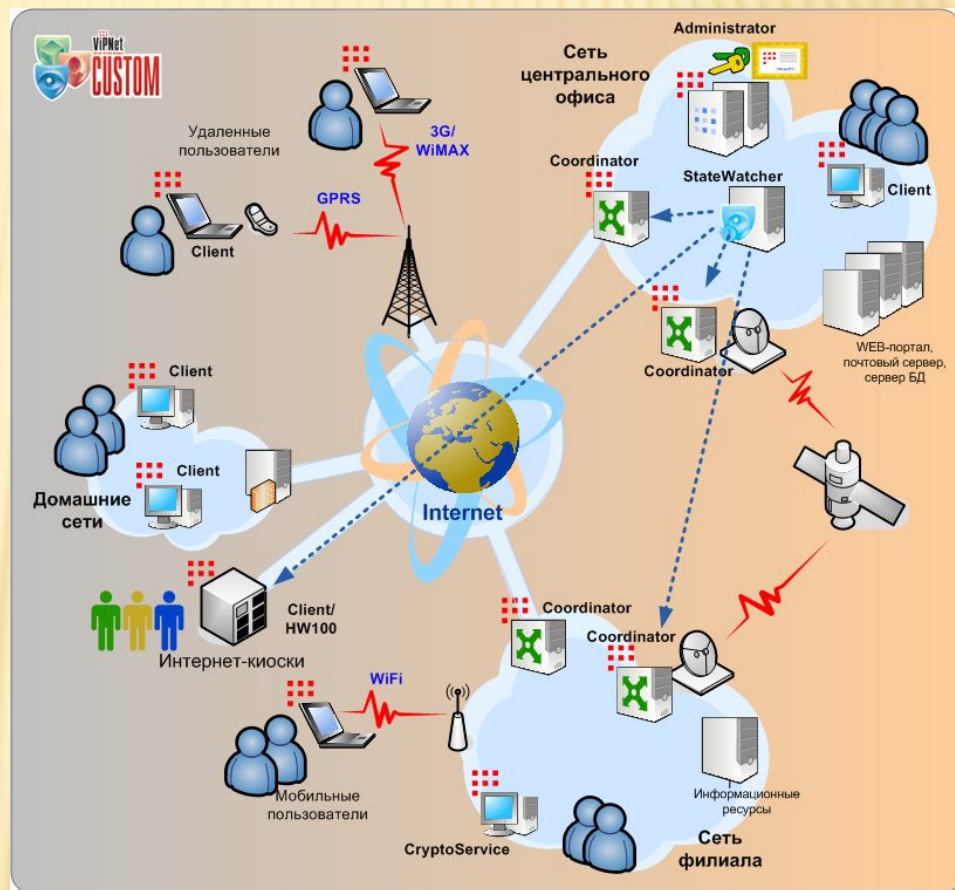 ViPNet
CUSTOM
Administrator
Сеть
центрального
офиса
Удаленные
пользователи
3G/
WiMAX
Coordinator
StateWatcher
Client
GPRS
Client
Coordinator
WEB-портал,
почтовый сервер,
сервер БД
Client
Client
Домашние
сети
Internet
Client/
HW100
Интернет-киоски
Coordinator
Coordinator
WiFi
Мобильные
пользователи
Информационные
ресурсы
CryptoService
Сеть
филиала